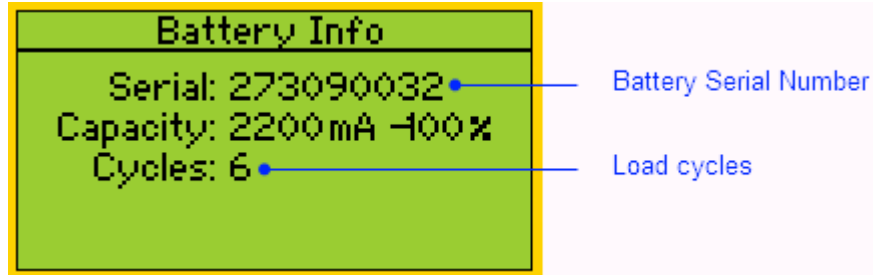 Battery Info
Serial: 273090032 Battery Serial Number
Capacity: 2200mA -100%
Cycles: 6 Load cycles